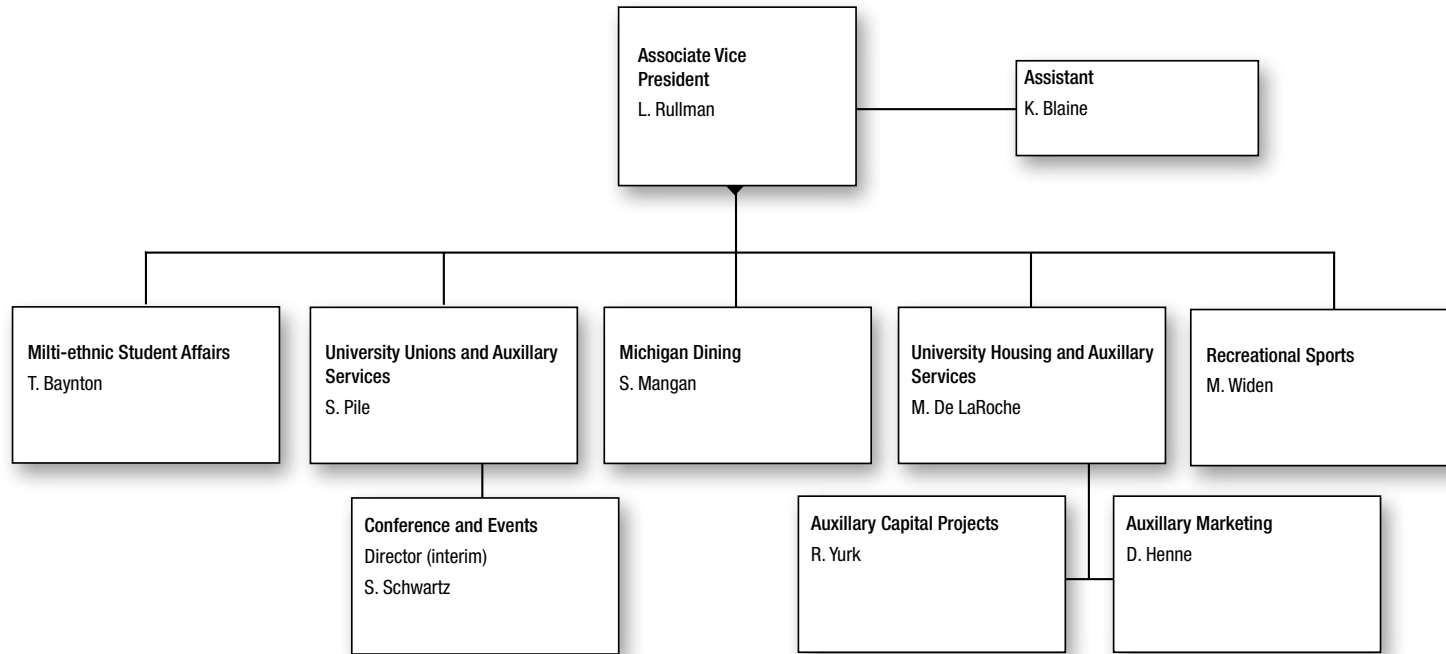 Associate Vice
President
L. Rullman
Assistant
K. Blaine
Milti-ethnic Student Affairs
T. Baynton
University Unions and Auxillary
Services
S. Pile
Michigan Dining
S. Mangan
University Housing and Auxillary
Services
M. De LaRoche
Recreational Sports
M. Widen
Conference and Events
Director (interim)
S. Schwartz
Auxillary Capital Projects
R. Yurk
Auxillary Marketing
D. Henne